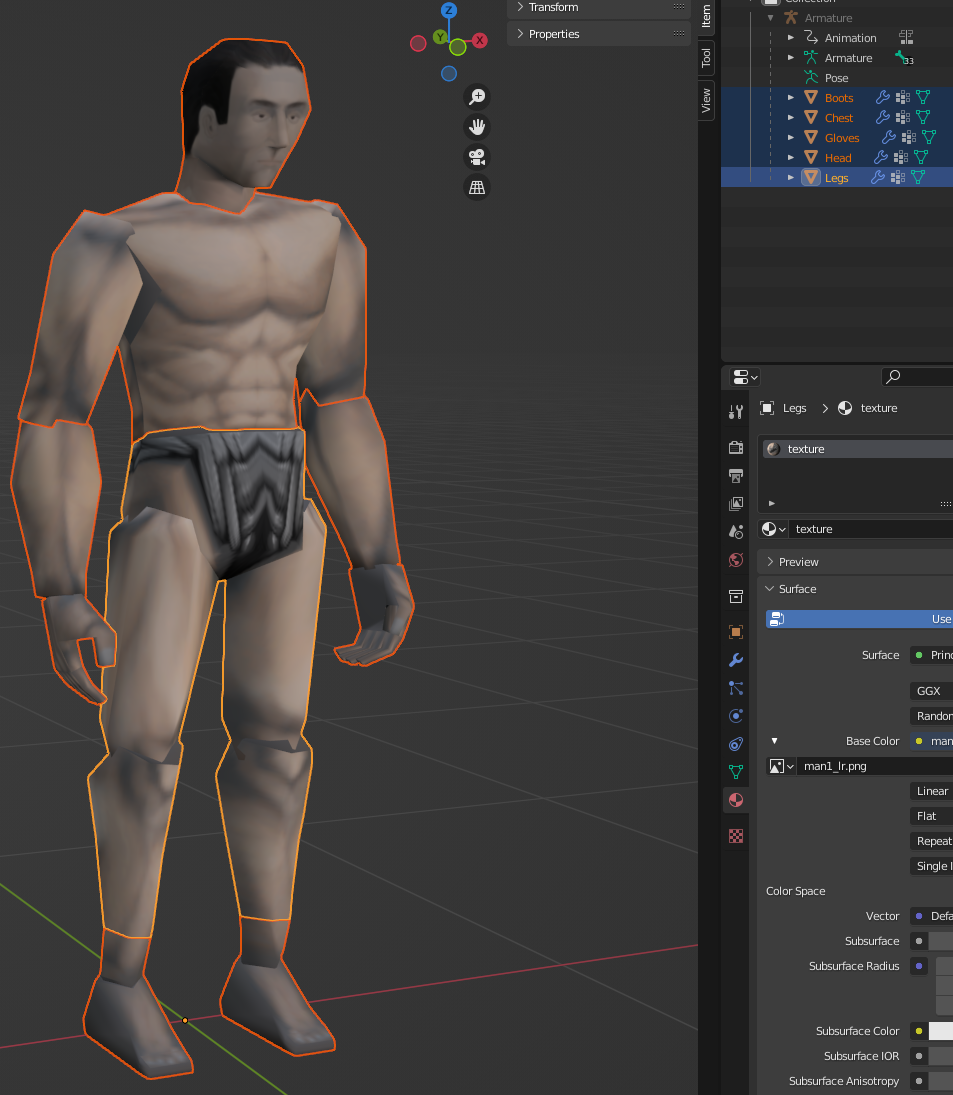 Collection
Transform
Properties
Item
Tool
View
Z
Y
X
Armature
Animation
Armature
33
Pose
Boots
Chest
Gloves
Head
Legs
Legs > texture
texture
texture
Preview
Surface
Use
Surface Princ
GGX
Random
Base Color man
man1_lr.png
Linear
Flat
Repeat
Single I
Color Space
Vector Defa
Subsurface
Subsurface Radius
Subsurface Color
Subsurface IOR
Subsurface Anisotropy